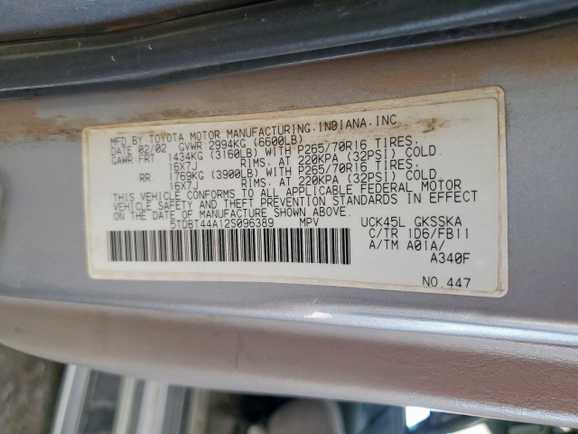 MFD BY TOYOTA MOTOR MANUFACTURING.INDIANA.INC
DATE 02/02 GVWR 2994KG (6600LB)
GAWR FRT 1434KG (3160LB) WITH P265/70R16 TIRES.
16X7J RIMS. AT 220KPA (32PSI) COLD
RR 1769KG (3900LB) WITH P265/70R16 TIRES.
16X7J RIMS. AT 220KPA (32PSI) COLD
THIS VEHICLE CONFORMS TO ALL APPLICABLE FEDERAL MOTOR
VEHICLE SAFETY AND THEFT PREVENTION STANDARDS IN EFFECT
ON THE DATE OF MANUFACTURE SHOWN ABOVE.
5TDBT44A12S096389 MPV UCK45L GKSSKA
C/TR 1D6/FB11
A/TM A01A/
A340F
NO.447